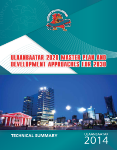 ULAANBAATAR 2020 MASTER PLAN AND
DEVELOPMENT APPROACHES FOR 2030
TECHNICAL SUMMARY
ULAANBAATAR
2014